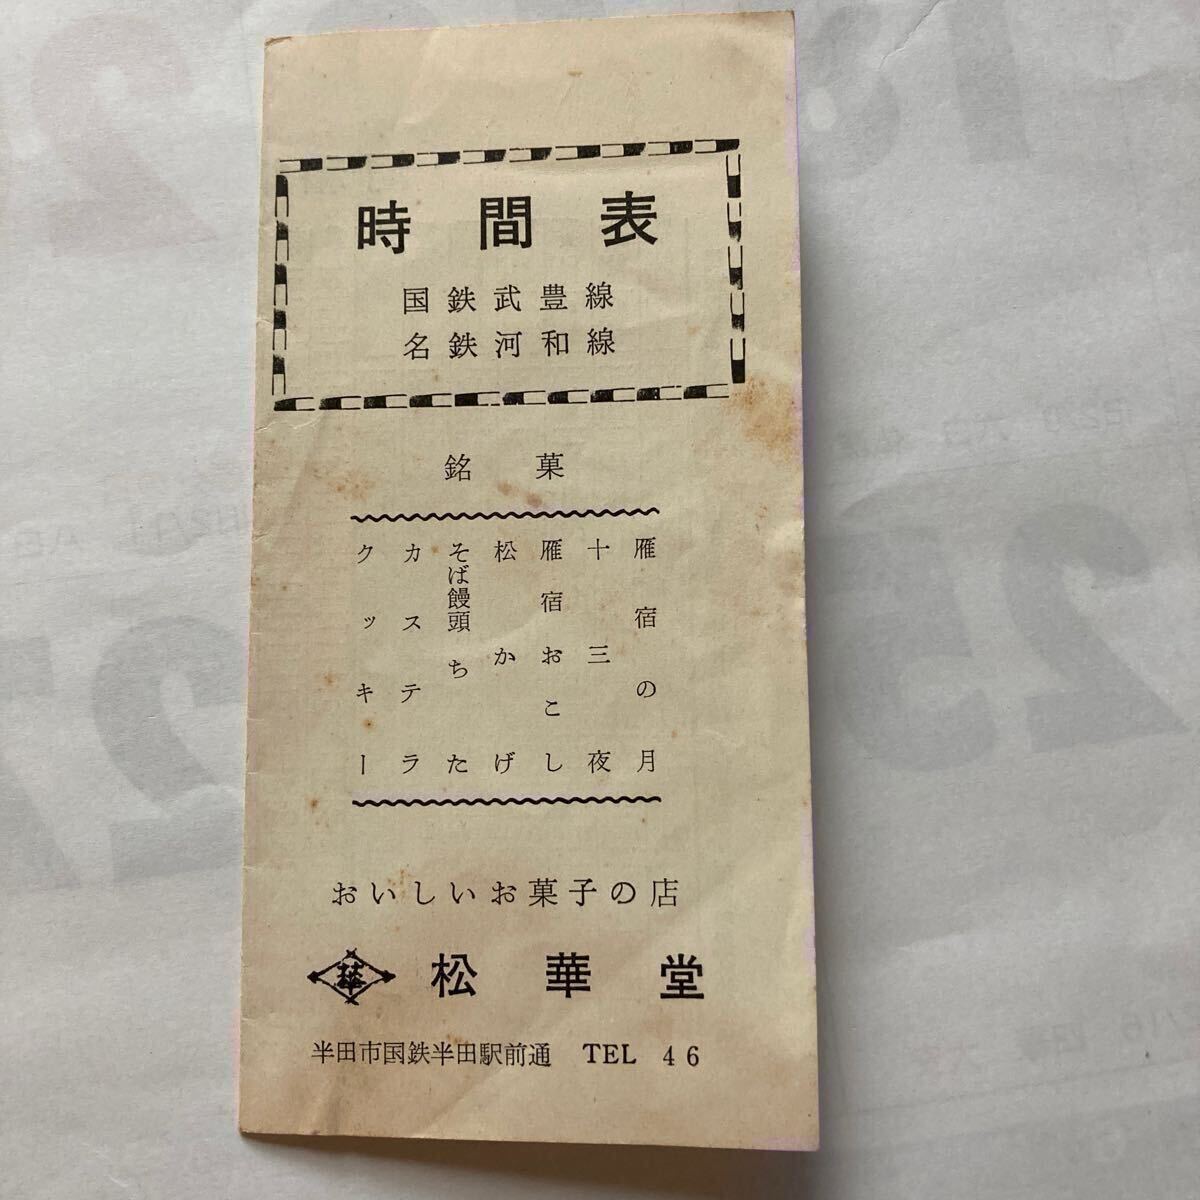 時間表
国鉄武豊線
名鉄河和線
銘菓
雁宿の月
十三夜
雁宿おこし
松かげ
そば饅頭 ちた
カステラ
クッキー
おいしいお菓子の店
華 松華堂
半田市国鉄半田駅前通 TEL 46